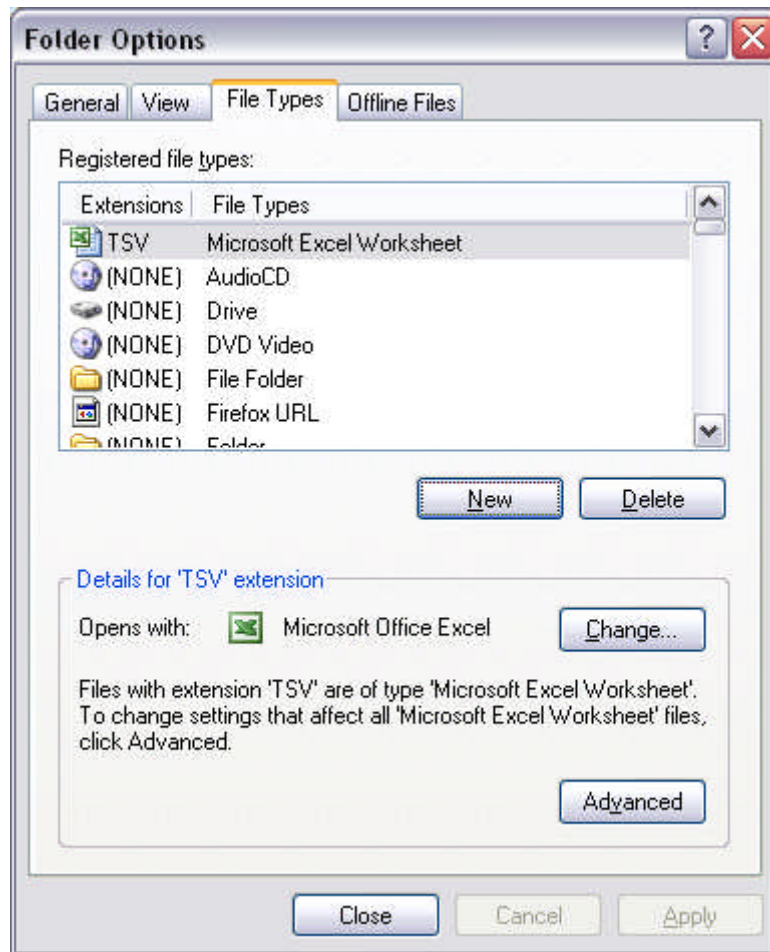 Folder Options
General View File Types Offline Files
Registered file types:
Extensions File Types
TSV Microsoft Excel Worksheet
(NONE) AudioCD
(NONE) Drive
(NONE) DVD Video
(NONE) File Folder
(NONE) Firefox URL
(NONE) Folder
New Delete
Details for 'TSV' extension
Opens with: Microsoft Office Excel Change...
Files with extension 'TSV' are of type 'Microsoft Excel Worksheet'.
To change settings that affect all 'Microsoft Excel Worksheet' files,
click Advanced.
Advanced
Close Cancel Apply